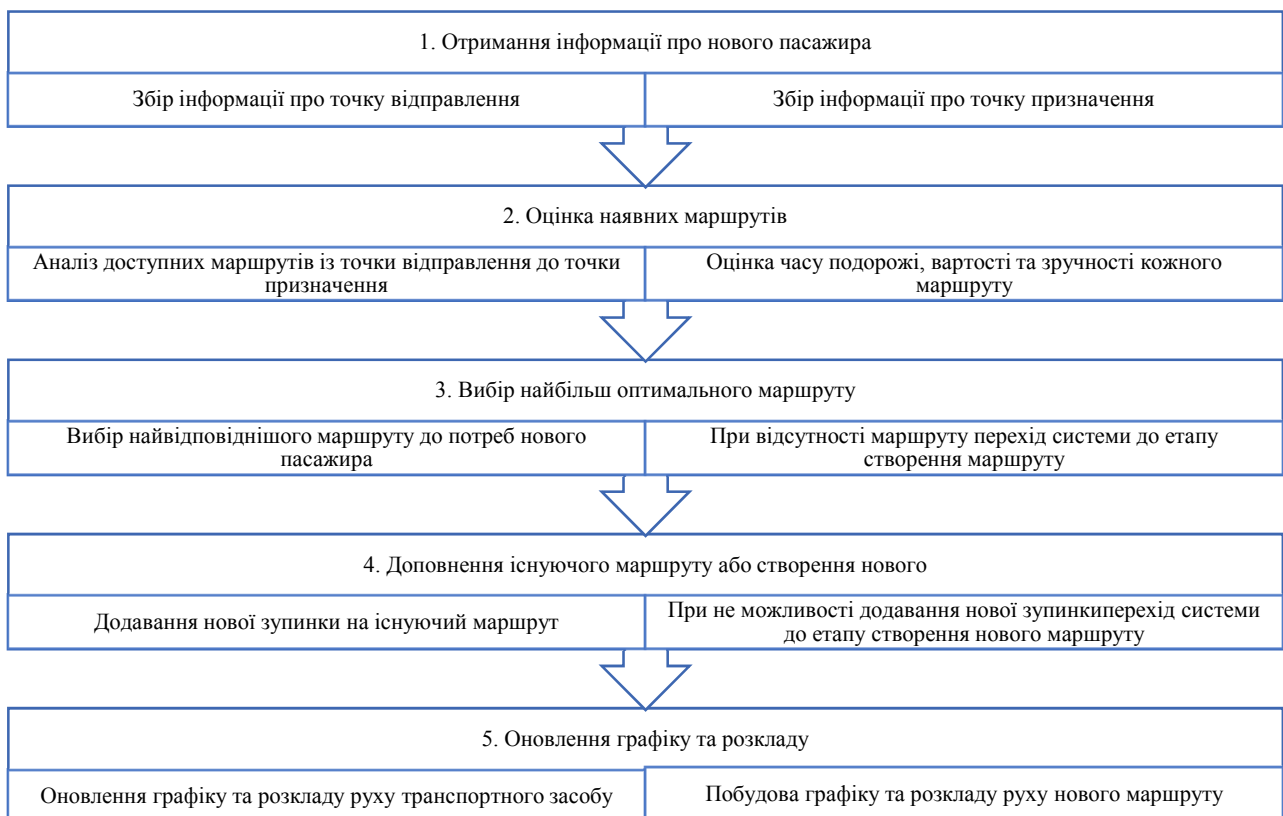 1. Отримання інформації про нового пасажира
Збір інформації про точку відправлення
Збір інформації про точку призначення
2. Оцінка наявних маршрутів
Аналіз доступних маршрутів із точки відправлення до точки
призначення
Оцінка часу подорожі, вартості та зручності кожного
маршруту
3. Вибір найбільш оптимального маршруту
Вибір найвідповіднішого маршруту до потреб нового
пасажира
При відсутності маршруту перехід системи до етапу
створення маршруту
4. Доповнення існуючого маршруту або створення нового
Додавання нової зупинки на існуючий маршрут
При не можливості додавання нової зупинкиперехід системи
до етапу створення нового маршруту
5. Оновлення графіку та розкладу
Оновлення графіку та розкладу руху транспортного засобу
Побудова графіку та розкладу руху нового маршруту